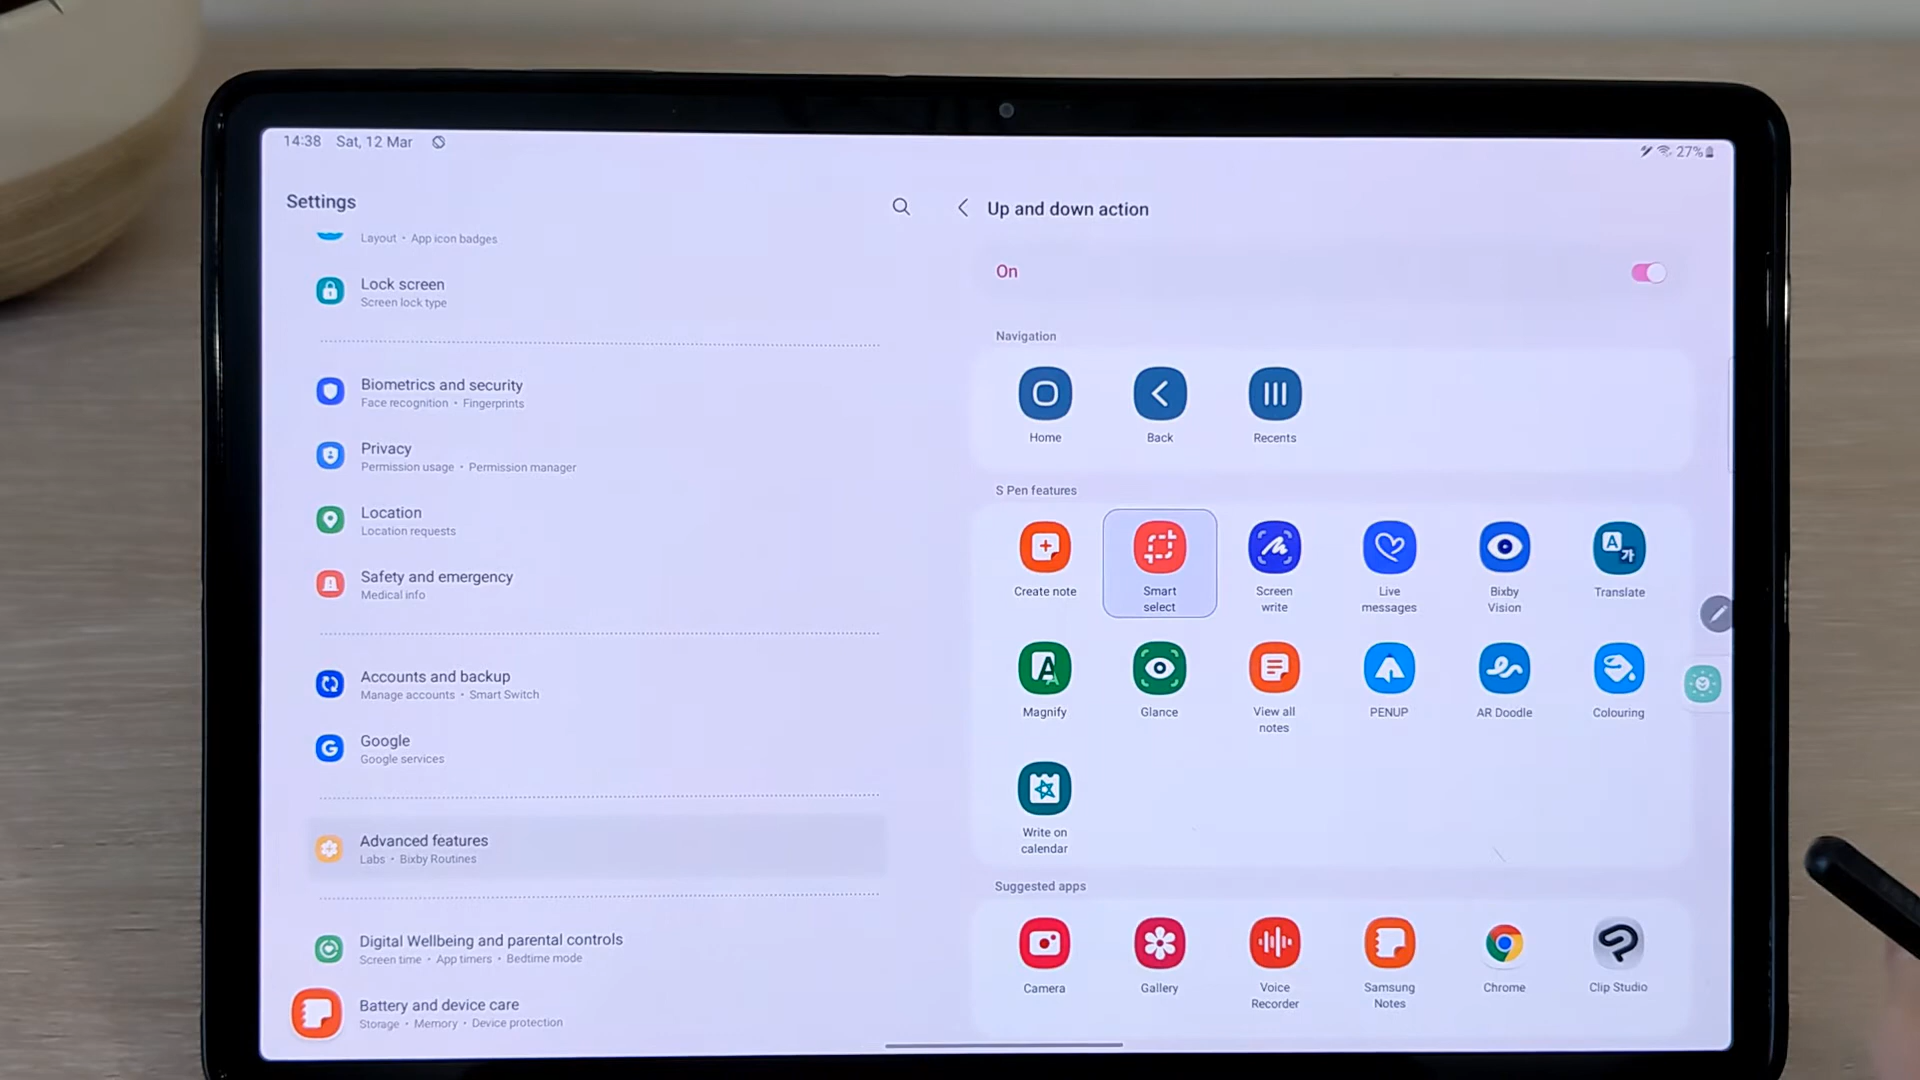 14:38 Sat, 12 Mar
27%
Settings
Layout • App icon badges
Lock screen
Screen lock type
Biometrics and security
Face recognition • Fingerprints
Privacy
Permission usage • Permission manager
Location
Location requests
Safety and emergency
Medical info
Accounts and backup
Manage accounts • Smart Switch
Google
Google services
Advanced features
Labs • Bixby Routines
Digital Wellbeing and parental controls
Screen time • App timers • Bedtime mode
Battery and device care
Storage • Memory • Device protection
Up and down action
On
Navigation
Home
Back
Recents
S Pen features
Create note
Smart
select
Screen
write
Live
messages
Bixby
Vision
Translate
Magnify
Glance
View all
notes
PENUP
AR Doodle
Colouring
Write on
calendar
Suggested apps
Camera
Gallery
Voice
Recorder
Samsung
Notes
Chrome
Clip Studio